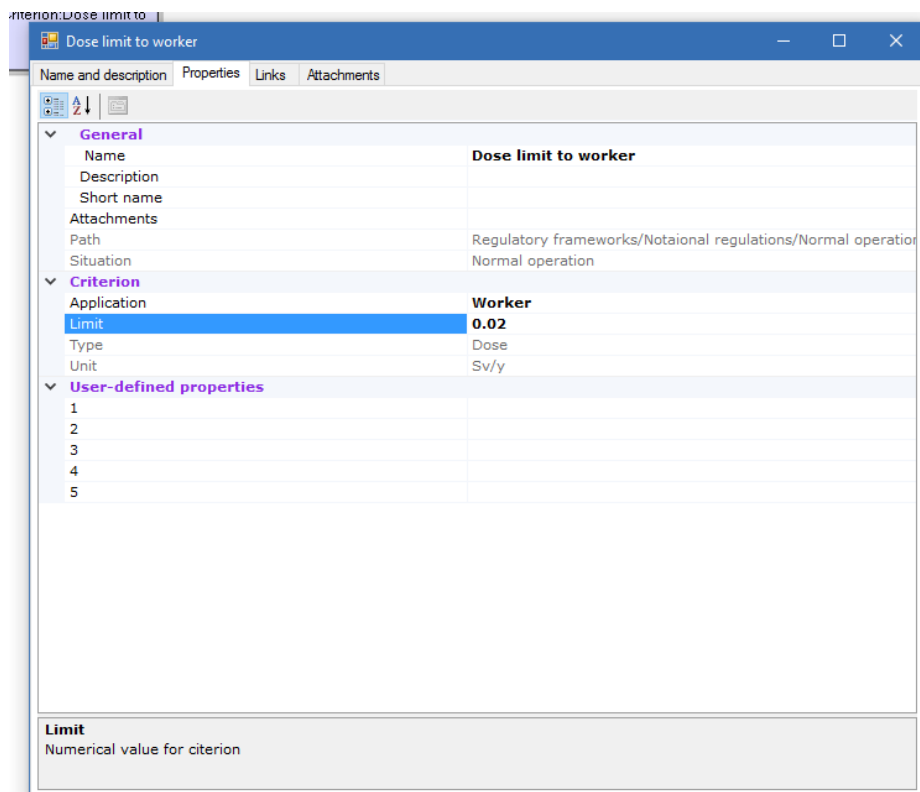 criterion:Dose limit to
Dose limit to worker
Name and description Properties Links Attachments
General
Name Dose limit to worker
Description
Short name
Attachments
Path Regulatory frameworks/Notaional regulations/Normal operation
Situation Normal operation
Criterion
Application Worker
Limit 0.02
Type Dose
Unit Sv/y
User-defined properties
1
2
3
4
5
Limit
Numerical value for citerion